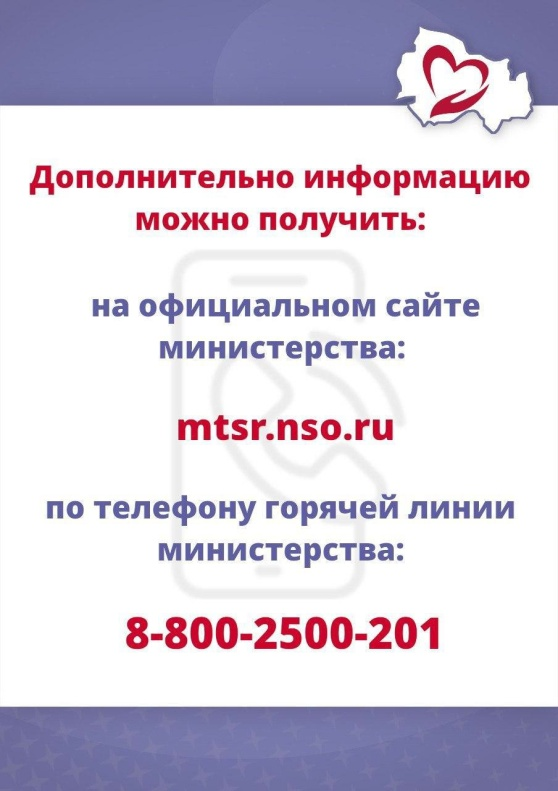 Дополнительно информацию
можно получить:
на официальном сайте
министерства:
mtsr.nso.ru
по телефону горячей линии
министерства:
8-800-2500-201